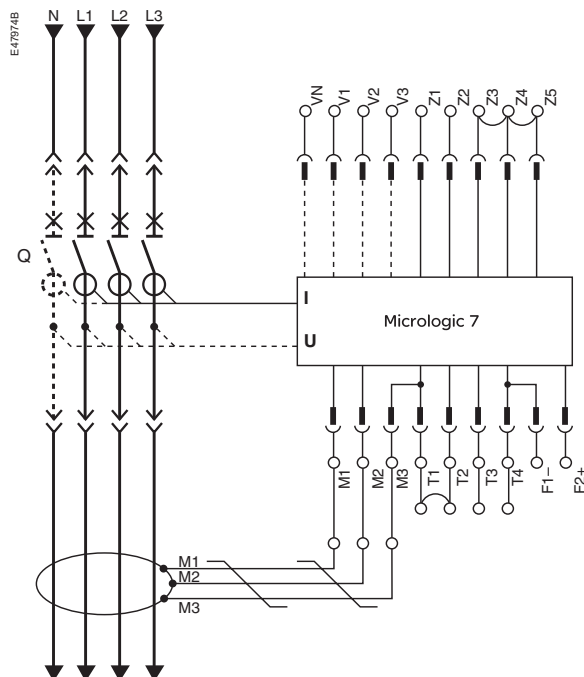 E47974B
N L1 L2 L3
VN V1 V2 V3 Z1 Z2 Z3 Z4 Z5
Q
I
Micrologic 7
U
M1 M2 M3 T1 T2 T3 T4 F1− F2+
M1
M2
M3